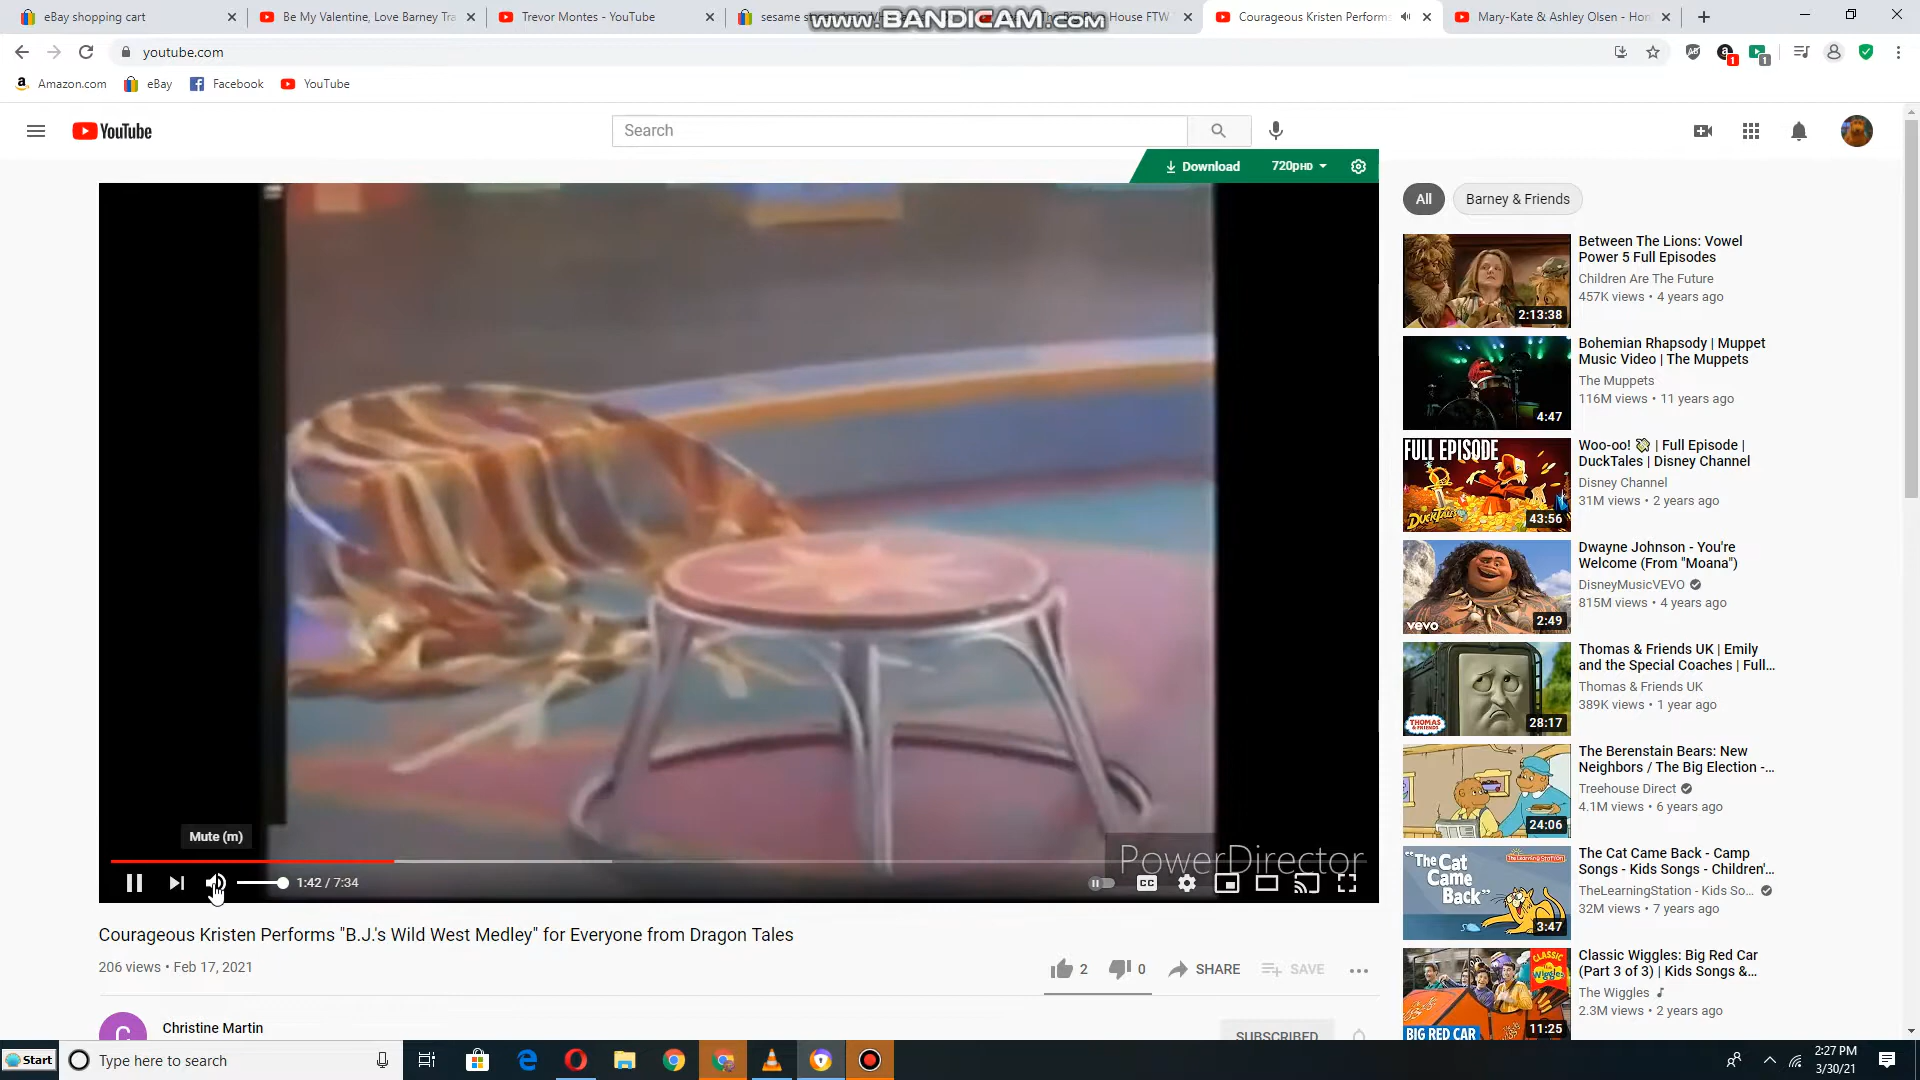 eBay shopping cart
Be My Valentine, Love Barney Tra
Trevor Montes - YouTube
www.BANDICAM.com
House FTW
Courageous Kristen Performs
Mary-Kate & Ashley Olsen - Hon
youtube.com
1
1
Amazon.com
eBay
Facebook
YouTube
YouTube
Search
Download
720pHD
All
Barney & Friends
Between The Lions: Vowel
Power 5 Full Episodes
Children Are The Future
457K views • 4 years ago
2:13:38
Bohemian Rhapsody | Muppet
Music Video | The Muppets
The Muppets
116M views • 11 years ago
4:47
FULL EPISODE
DUCKTALES
Woo-oo! | Full Episode |
DuckTales | Disney Channel
Disney Channel
31M views • 2 years ago
43:56
Dwayne Johnson - You're
Welcome (From "Moana")
DisneyMusicVEVO
815M views • 4 years ago
vevo
2:49
Thomas & Friends UK | Emily
and the Special Coaches | Full...
Thomas & Friends UK
389K views • 1 year ago
THOMAS & FRIENDS
28:17
The Berenstain Bears: New
Neighbors / The Big Election -...
Treehouse Direct
4.1M views • 6 years ago
24:06
"The Cat Came Back"
The Learning Station
The Cat Came Back - Camp
Songs - Kids Songs - Children'...
TheLearningStation - Kids So...
32M views • 7 years ago
3:47
CLASSIC
Wiggles
BIG RED CAR
Classic Wiggles: Big Red Car
(Part 3 of 3) | Kids Songs &...
The Wiggles
2.3M views • 2 years ago
11:25
Mute (m)
PowerDirector
1:42 / 7:34
CC
Courageous Kristen Performs "B.J.'s Wild West Medley" for Everyone from Dragon Tales
206 views • Feb 17, 2021
2
0
SHARE
SAVE
C
Christine Martin
SUBSCRIBED
Start
Type here to search
2:27 PM
3/30/21